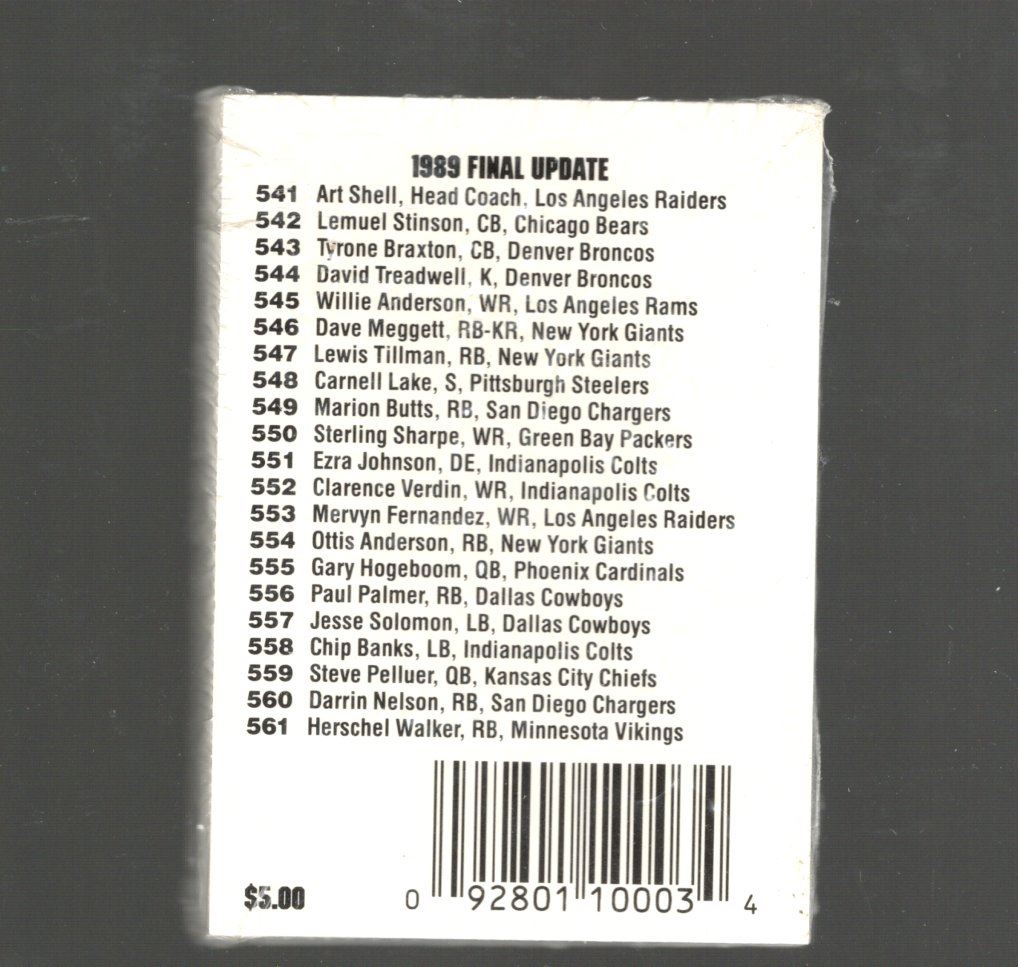 1989 FINAL UPDATE
541 Art Shell, Head Coach, Los Angeles Raiders
542 Lemuel Stinson, CB, Chicago Bears
543 Tyrone Braxton, CB, Denver Broncos
544 David Treadwell, K, Denver Broncos
545 Willie Anderson, WR, Los Angeles Rams
546 Dave Meggett, RB-KR, New York Giants
547 Lewis Tillman, RB, New York Giants
548 Carnell Lake, S, Pittsburgh Steelers
549 Marion Butts, RB, San Diego Chargers
550 Sterling Sharpe, WR, Green Bay Packers
551 Ezra Johnson, DE, Indianapolis Colts
552 Clarence Verdin, WR, Indianapolis Colts
553 Mervyn Fernandez, WR, Los Angeles Raiders
554 Ottis Anderson, RB, New York Giants
555 Gary Hogeboom, QB, Phoenix Cardinals
556 Paul Palmer, RB, Dallas Cowboys
557 Jesse Solomon, LB, Dallas Cowboys
558 Chip Banks, LB, Indianapolis Colts
559 Steve Pelluer, QB, Kansas City Chiefs
560 Darrin Nelson, RB, San Diego Chargers
561 Herschel Walker, RB, Minnesota Vikings
$5.00 0 92801 10003 4